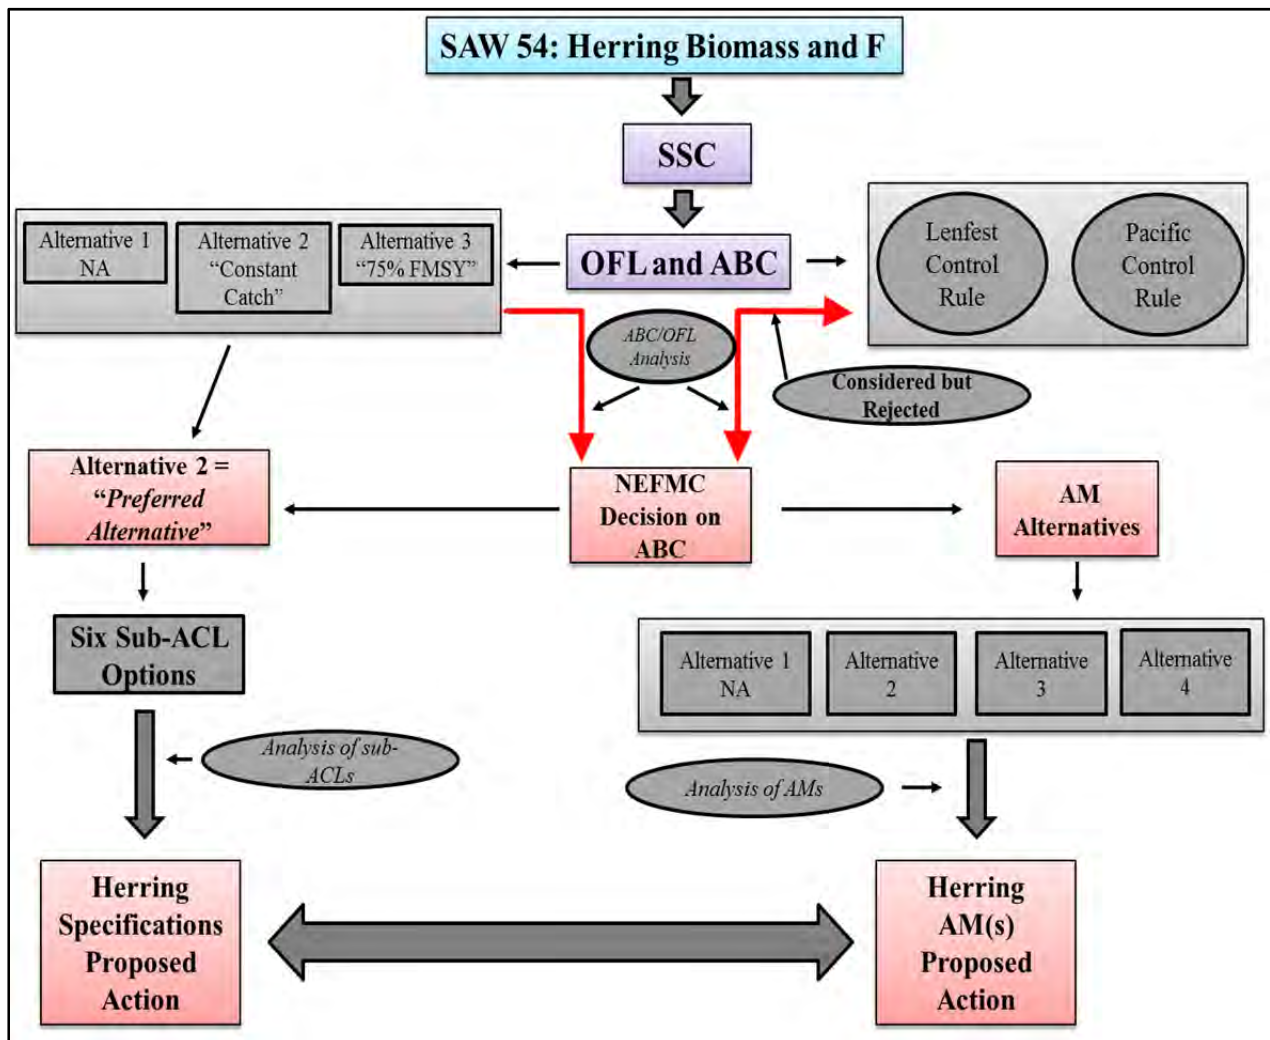 SAW 54: Herring Biomass and F
SSC
OFL and ABC
Alternative 1
NA
Alternative 2
“Constant
Catch”
Alternative 3
“75% FMSY”
Lenfest
Control
Rule
Pacific
Control
Rule
ABC/OFL
Analysis
Considered but
Rejected
Alternative 2 =
“Preferred
Alternative”
NEFMC
Decision on
ABC
AM
Alternatives
Six Sub-ACL
Options
Alternative 1
NA
Alternative
2
Alternative
3
Alternative
4
Analysis of sub-
ACLs
Analysis of AMs
Herring
Specifications
Proposed
Action
Herring
AM(s)
Proposed
Action